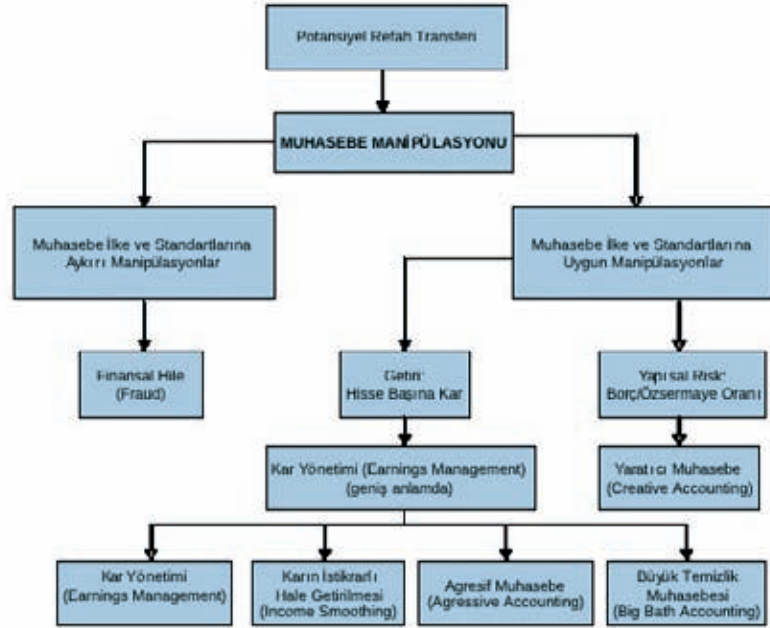 Potansiyel Refah Transferi
MUHASEBE MANİPÜLASYONU
Muhasebe İlke ve Standartlarına
Aykırı Manipülasyonlar
Muhasebe İlke ve Standartlarına
Uygun Manipülasyonlar
Finansal Hile
(Fraud)
Getiri:
Hisse Başına Kar
Yapısal Risk:
Borç/Özsermaye Oranı
Kar Yönetimi (Earnings Management)
(geniş anlamda)
Yaratıcı Muhasebe
(Creative Accounting)
Kar Yönetimi
(Earnings Management)
Karın İstikrarlı
Hale Getirilmesi
(Income Smoothing)
Agresif Muhasebe
(Agressive Accounting)
Büyük Temizlik
Muhasebesi
(Big Bath Accounting)